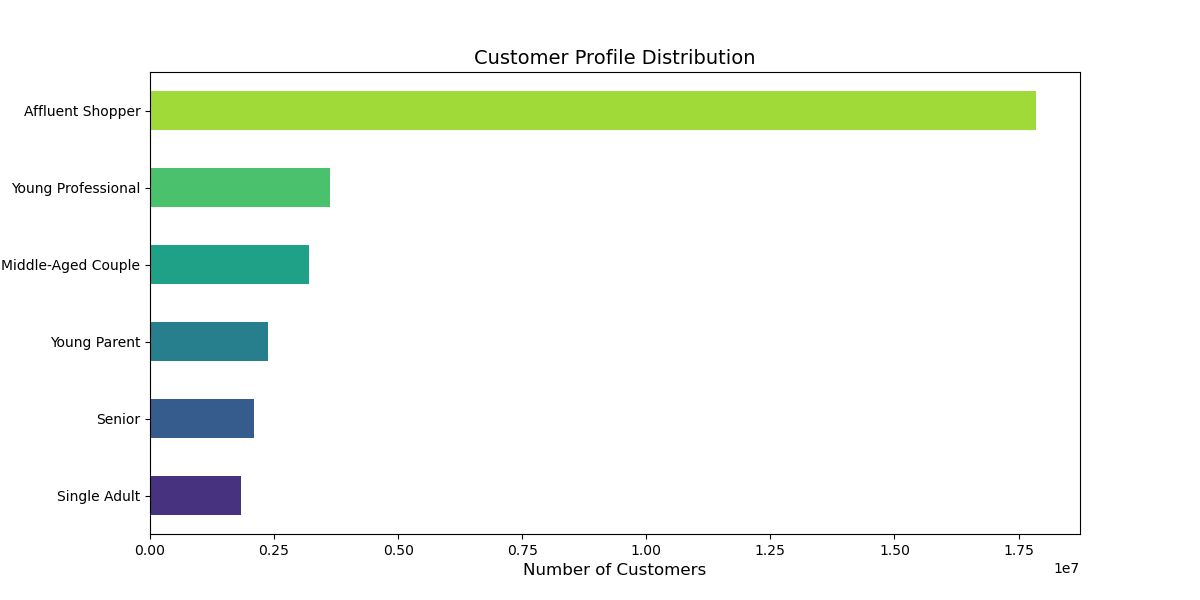 Customer Profile Distribution
Affluent Shopper
Young Professional
Middle-Aged Couple
Young Parent
Senior
Single Adult
0.00 0.25 0.50 0.75 1.00 1.25 1.50 1.75
1e7
Number of Customers